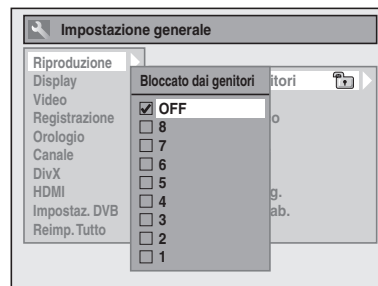 Impostazione generale
Riproduzione
Display
Video
Registrazione
Orologio
Canale
DivX
HDMI
Impostaz. DVB
Reimp. Tutto
Bloccato dai genitori
OFF
8
7
6
5
4
3
2
1
itori
o
g.
ab.